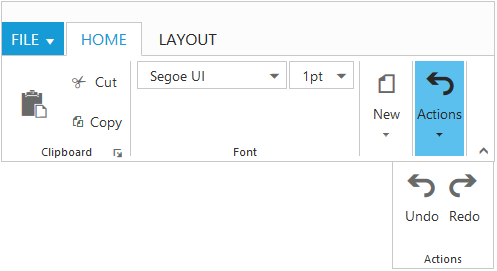 FILE HOME LAYOUT
Segoe UI 1pt
Cut
Copy
New Actions
Clipboard Font
Undo Redo
Actions